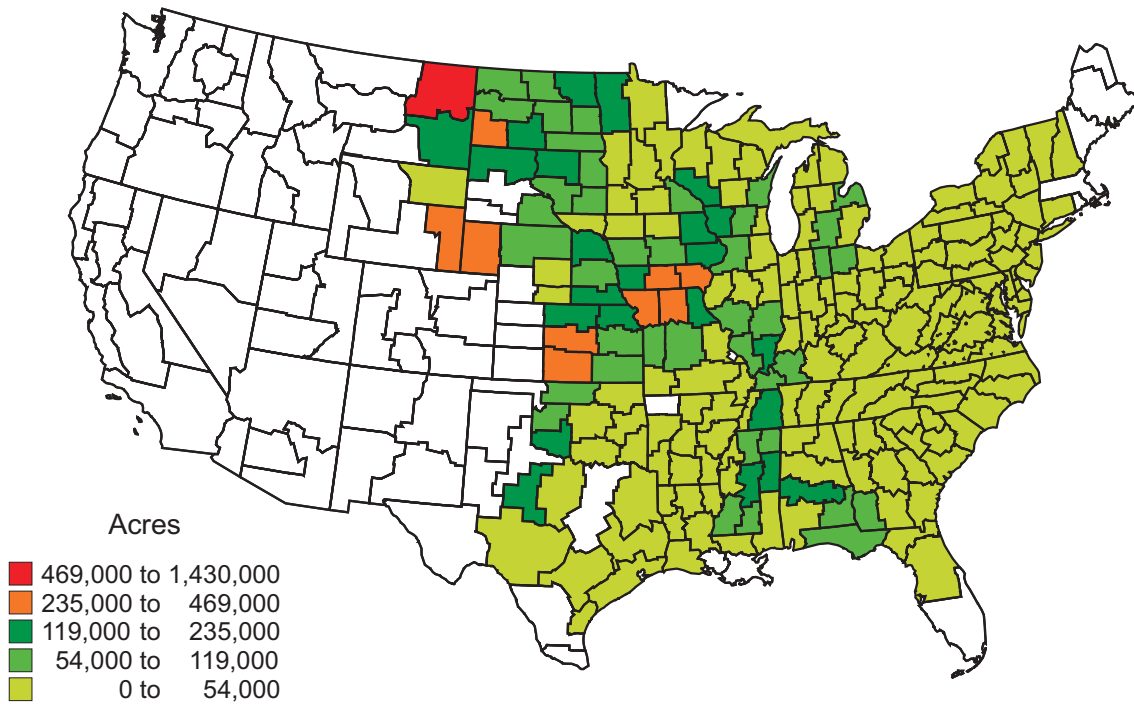 Acres
469,000 to 1,430,000
235,000 to 469,000
119,000 to 235,000
54,000 to 119,000
0 to 54,000